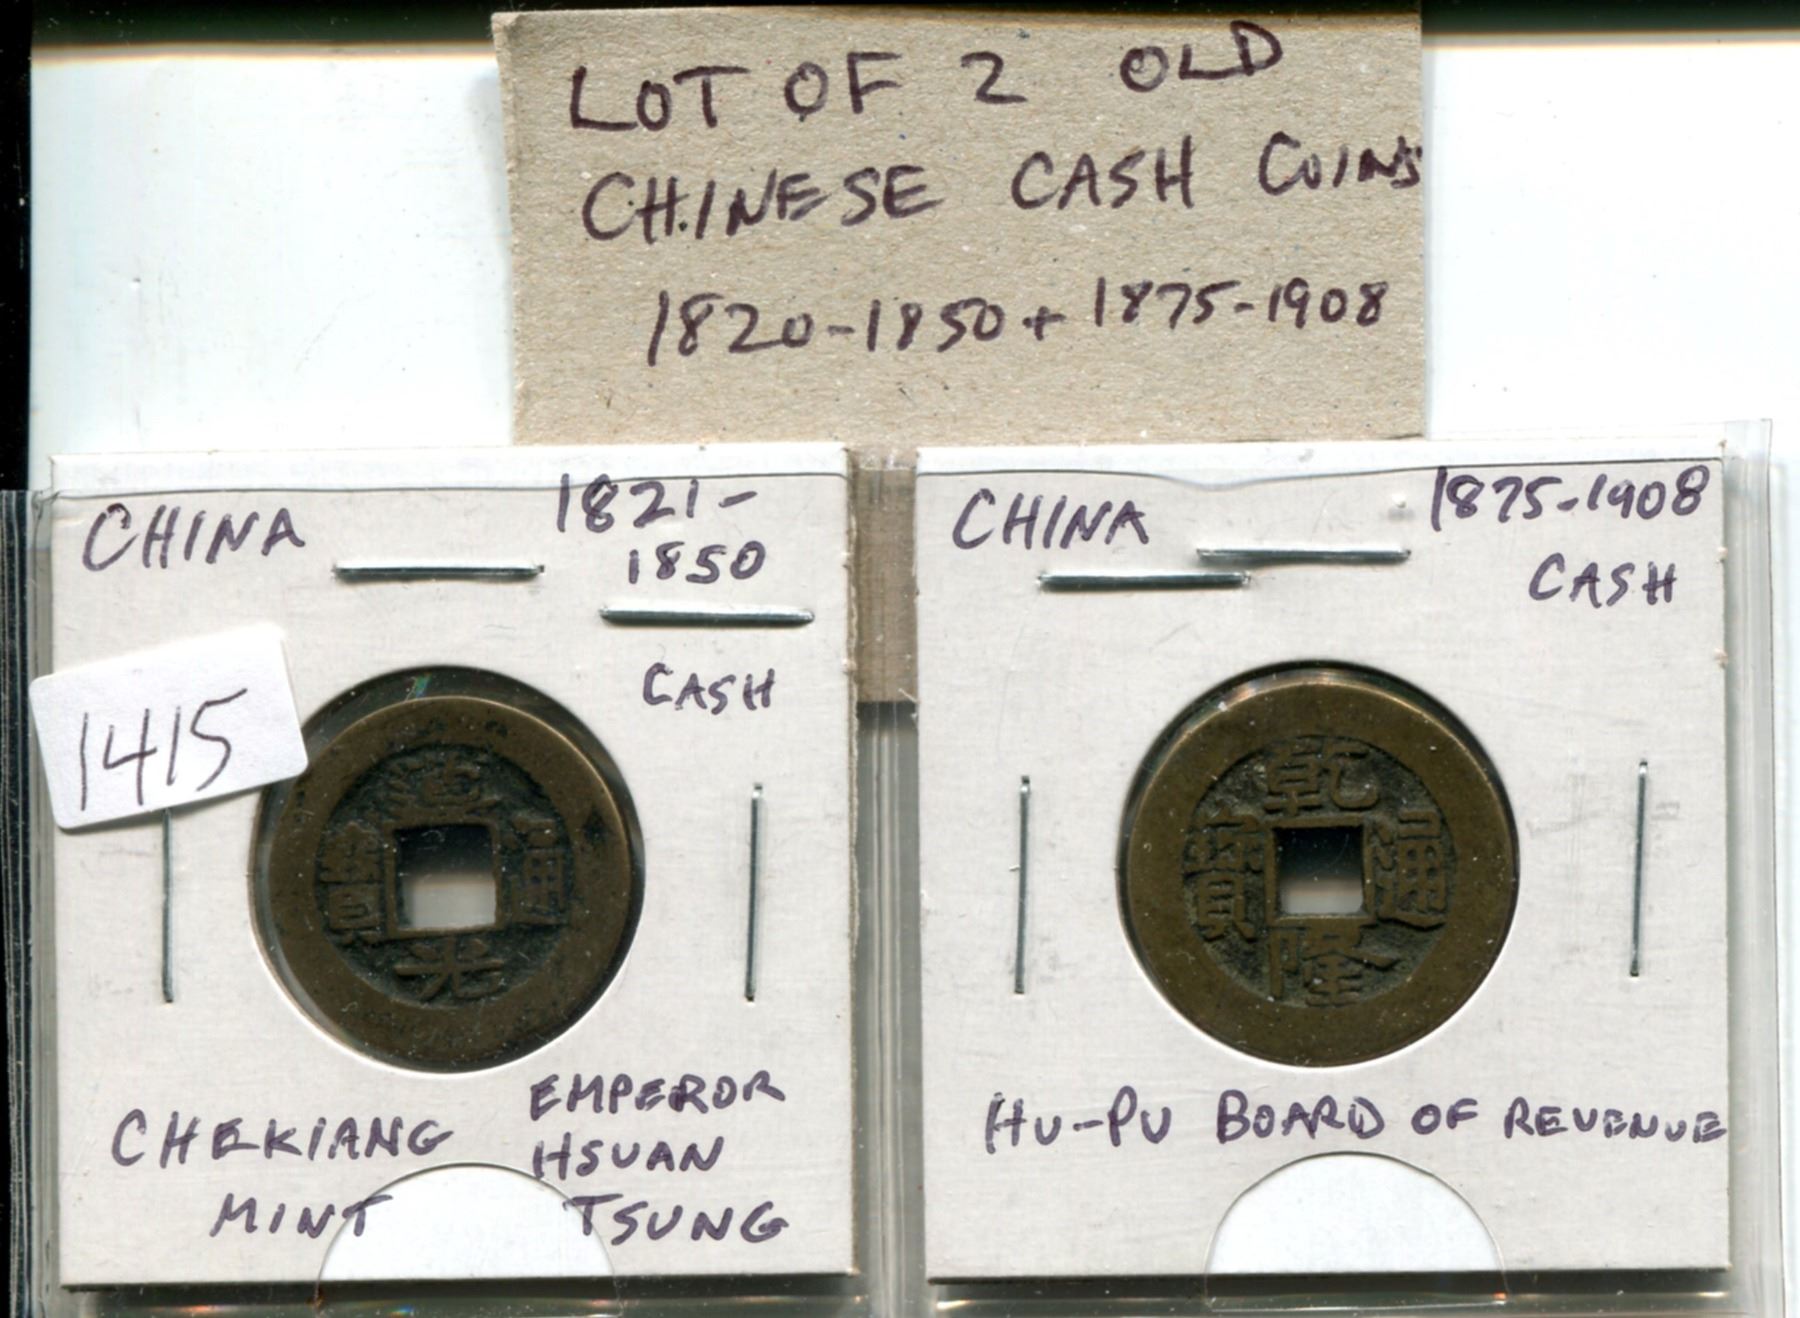 LOT OF 2 OLD
CHINESE CASH COINS
1820-1850 + 1875-1908
CHINA
1821-
1850
CASH
1415
道光通寶
CHEKIANG
MINT
EMPEROR
HSUAN
TSUNG
CHINA
1875-1908
CASH
乾隆通寶
HU-PU BOARD OF REVENUE